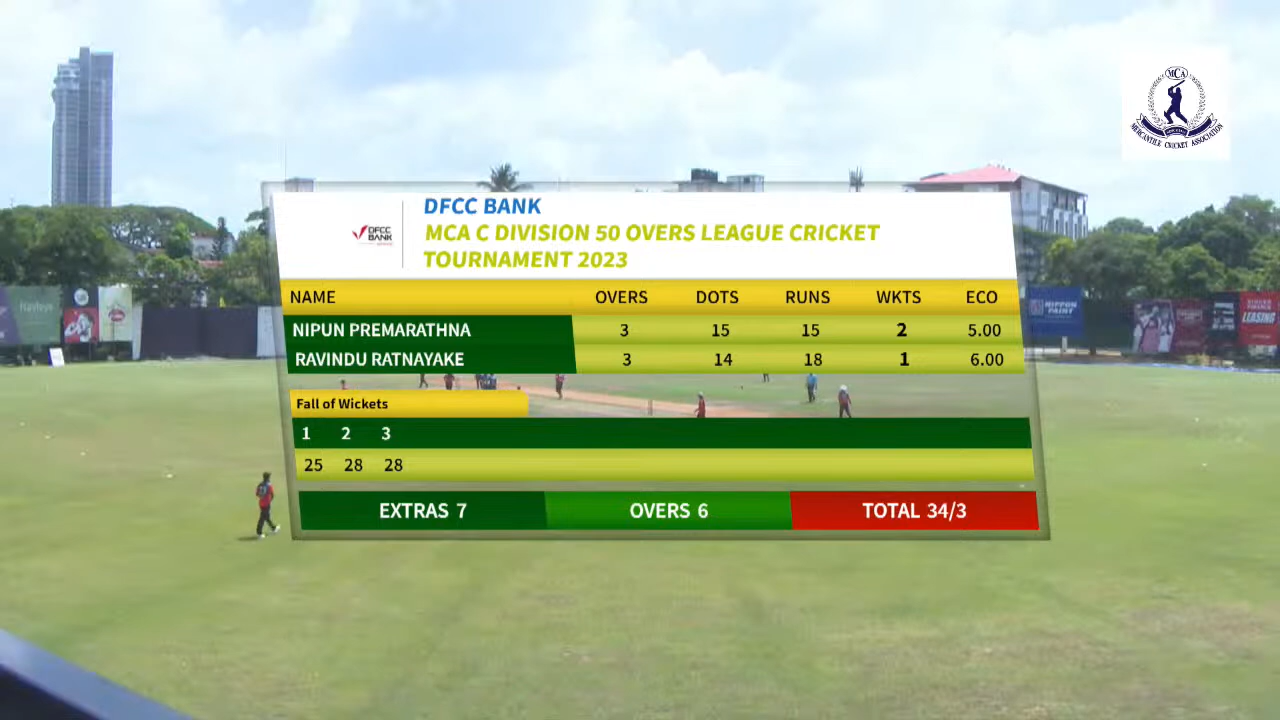 MCA
MERCANTILE CRICKET ASSOCIATION
DFCC BANK
MCA C DIVISION 50 OVERS LEAGUE CRICKET
TOURNAMENT 2023
DFCC
BANK
NAME OVERS DOTS RUNS WKTS ECO
NIPUN PREMARATHNA 3 15 15 2 5.00
RAVINDU RATNAYAKE 3 14 18 1 6.00
Fall of Wickets
1 2 3
25 28 28
EXTRAS 7 OVERS 6 TOTAL 34/3
NIPPON
PAINT
LEASING